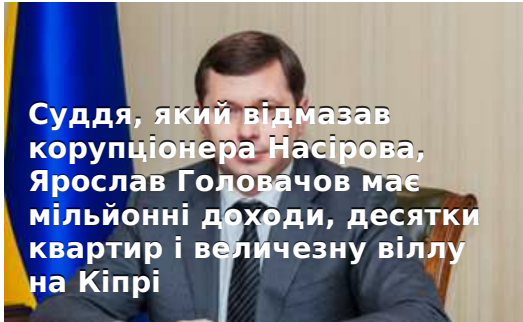 Суддя, який відмазав
корупціонера Насірова,
Ярослав Головачов має
мільйонні доходи, десятки
квартир і величезну віллу
на Кіпрі